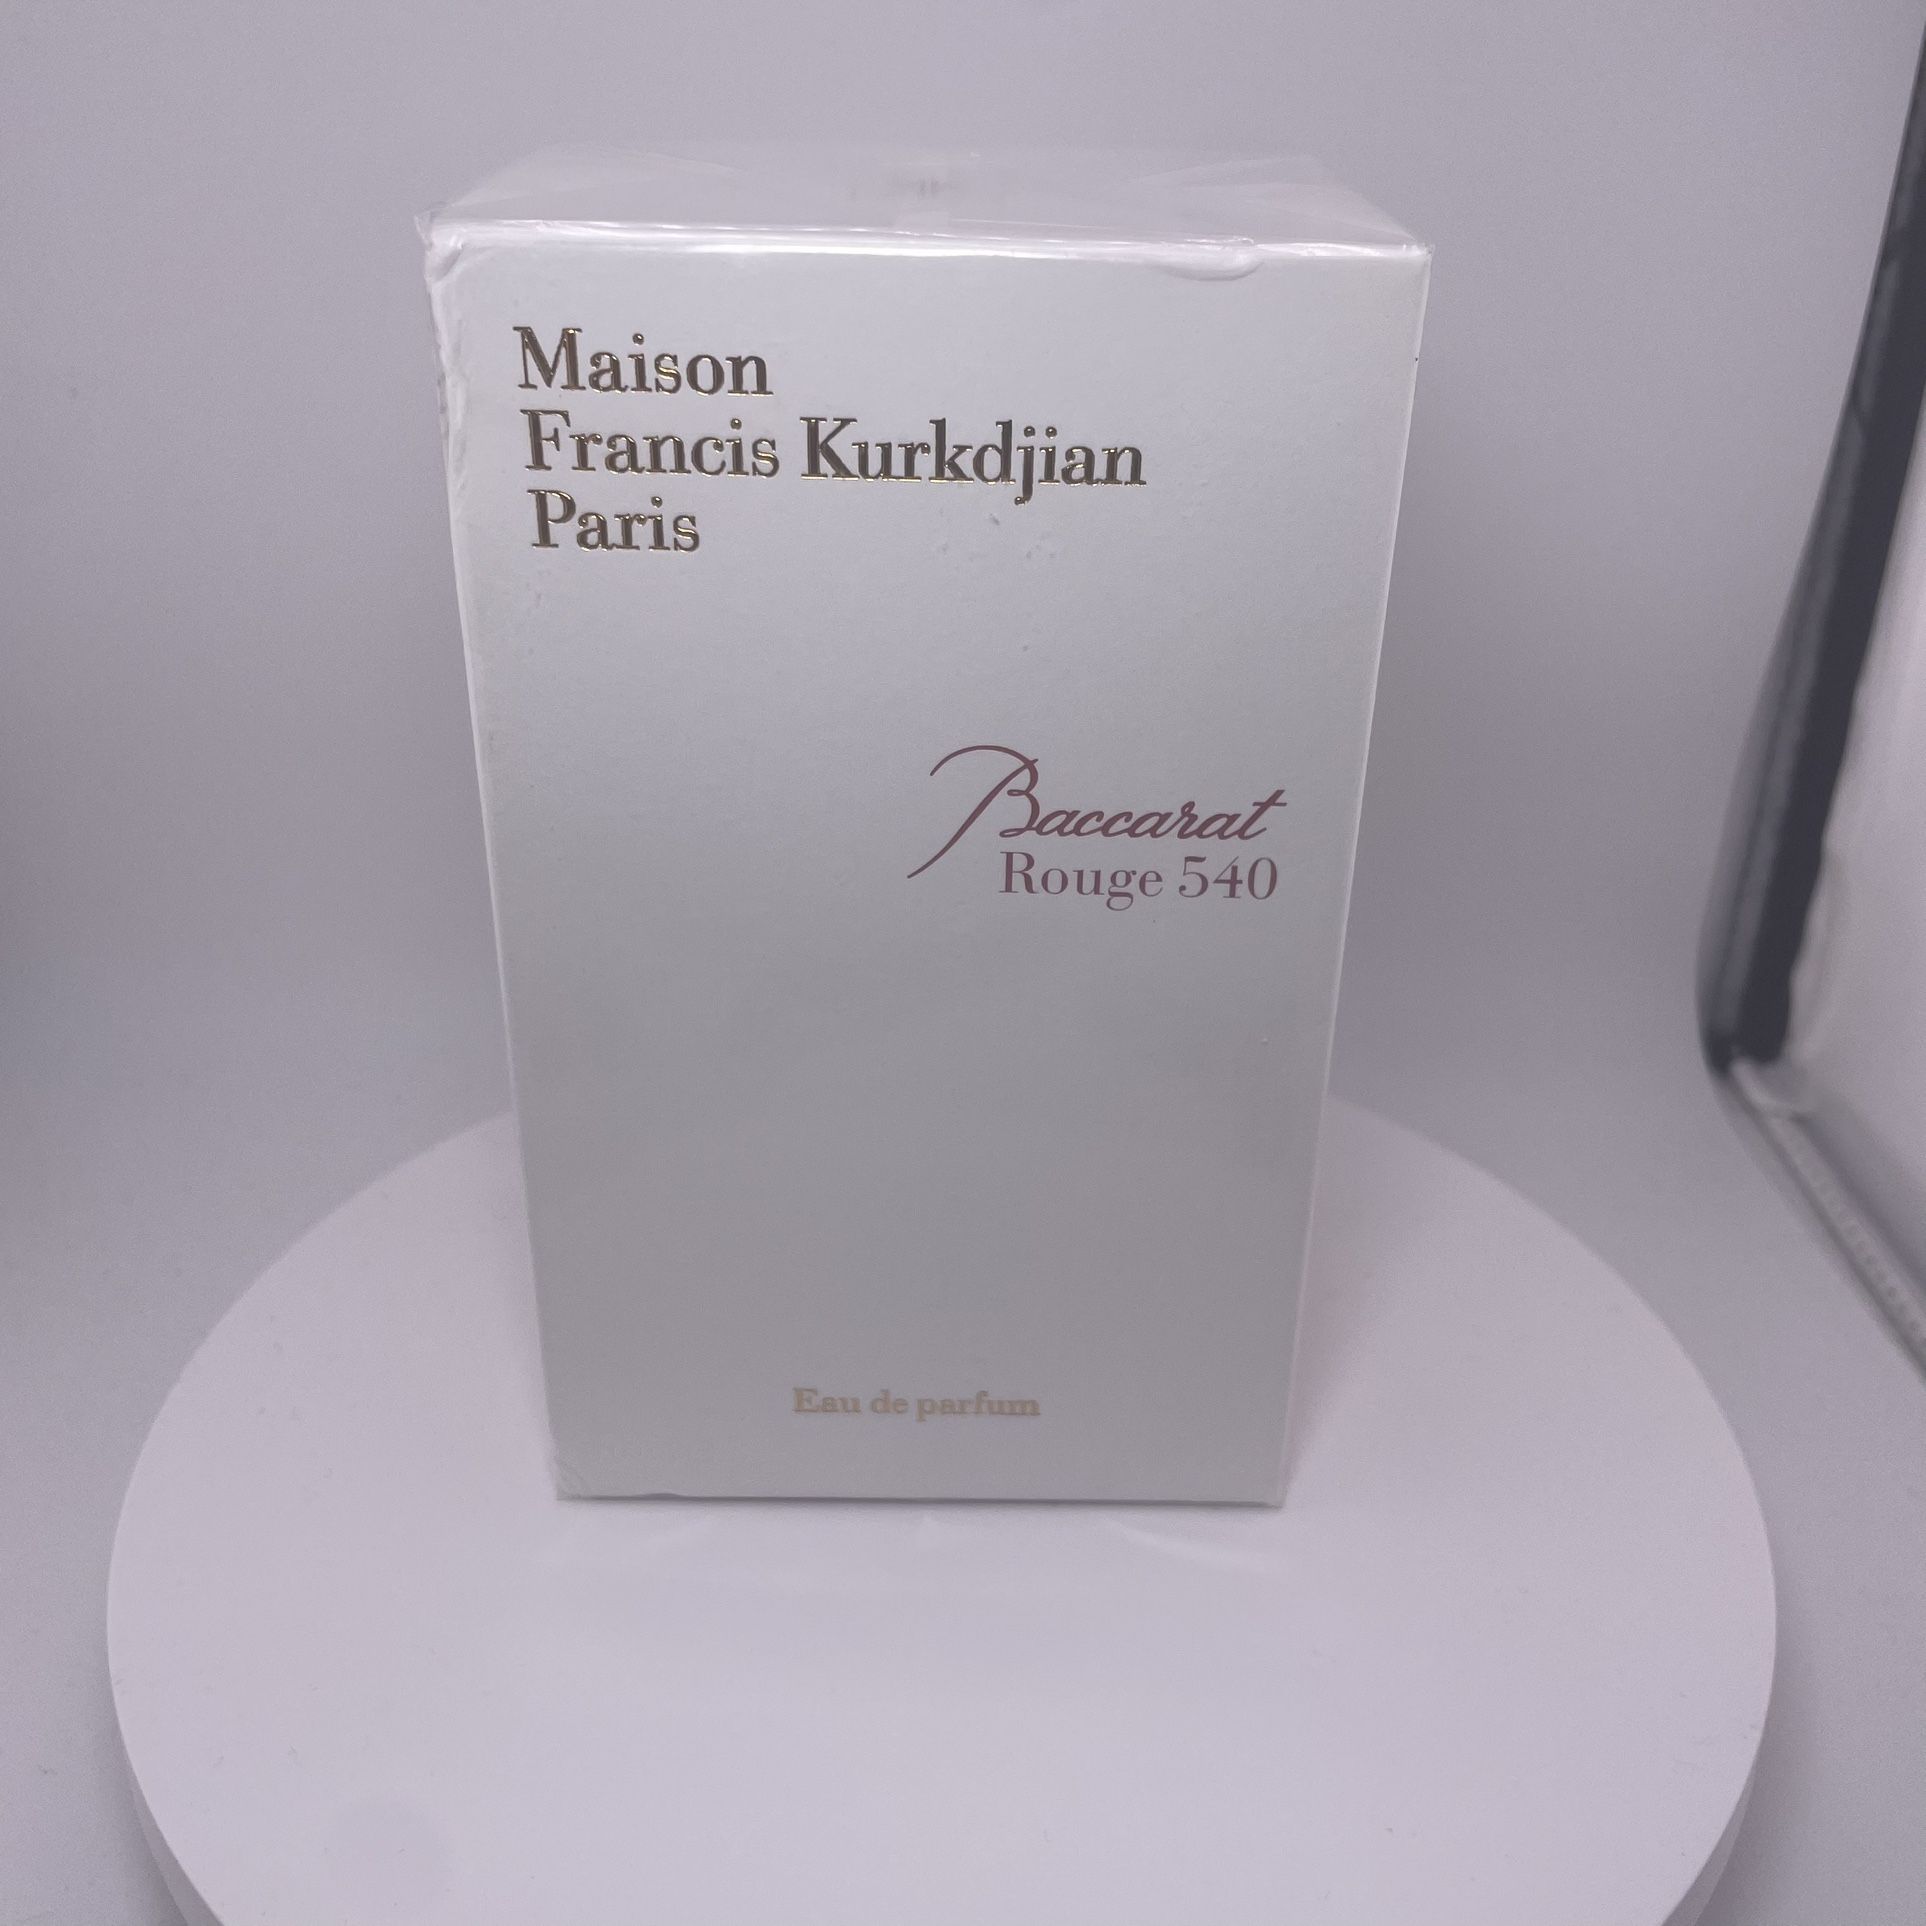 Maison
Francis Kurkdjian
Paris
Baccarat
Rouge 540
Eau de parfum